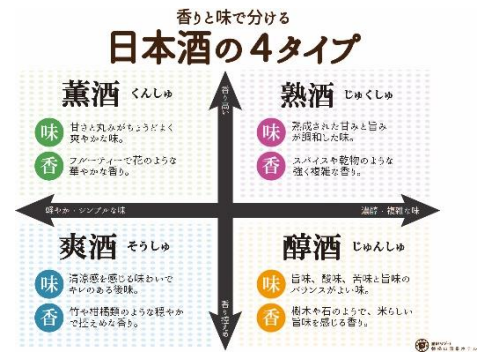 香りと味で分ける
日本酒の4タイプ
薫酒 くんしゅ
味
甘さと丸みがちょうどよく
爽やかな味。
香
フルーティーで花のような
華やかな香り。
香り高い
熟酒 じゅくしゅ
味
熟成された甘みと旨み
が調和した味。
香
スパイスや乾物のような
強く複雑な香り。
軽やか・シンプルな味
濃醇・複雑な味
爽酒 そうしゅ
味
清涼感を感じる味わいで
キレのある後味。
香
竹や柑橘類のような穏やか
で控えめな香り。
香り控えめ
醇酒 じゅんしゅ
味
旨味、酸味、苦味と旨味の
バランスがよい味。
香
樹木や石のようで、米らしい
旨味を感じる香り。